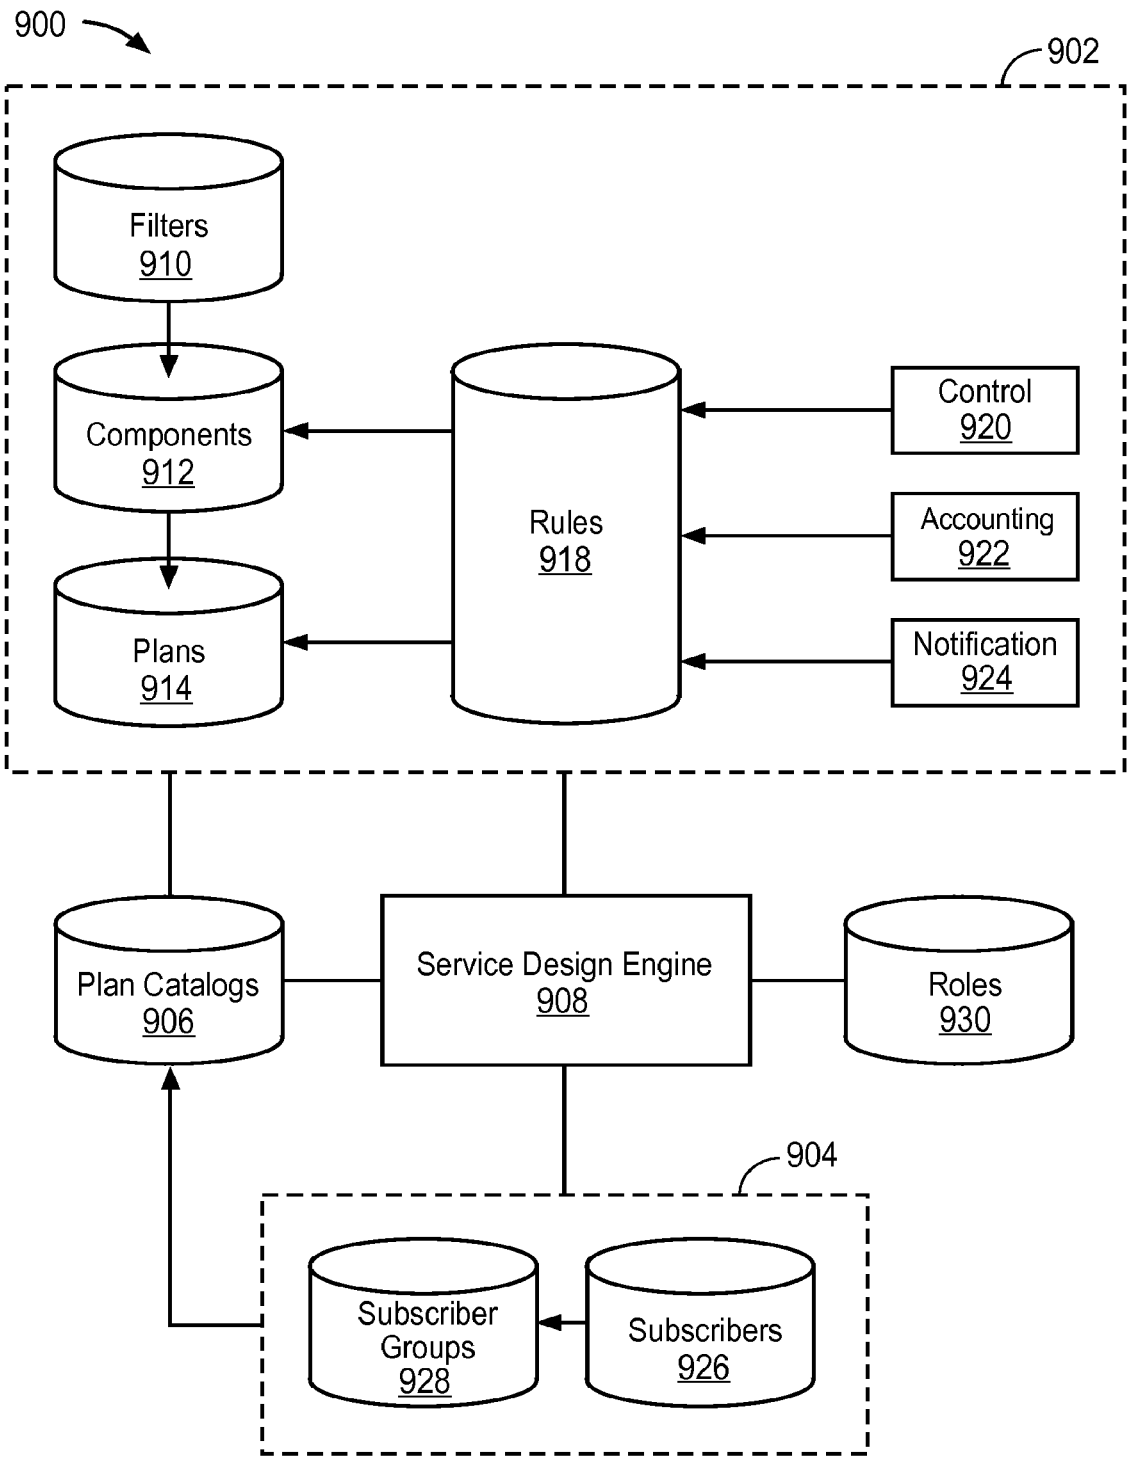 900
902
Filters
910
Components
912
Plans
914
Rules
918
Control
920
Accounting
922
Notification
924
Plan Catalogs
906
Service Design Engine
908
Roles
930
904
Subscriber
Groups
928
Subscribers
926